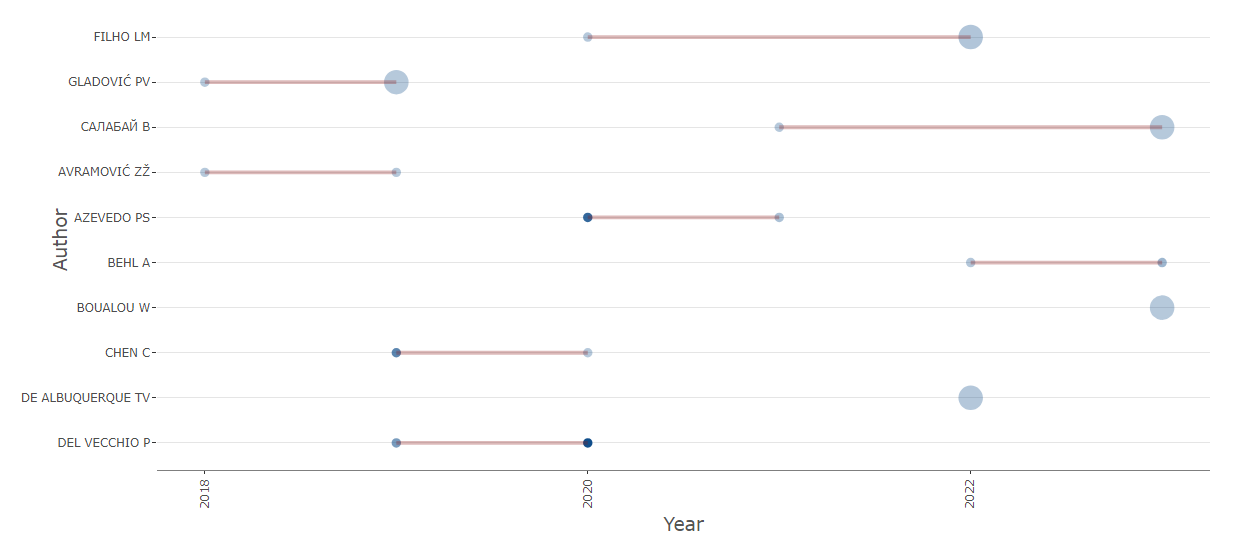 FILHO LM
GLADOVIĆ PV
САЛАБАЙ В
AVRAMOVIĆ ZŽ
AZEVEDO PS
BEHL A
BOUALOU W
CHEN C
DE ALBUQUERQUE TV
DEL VECCHIO P
Author
2018
2020
2022
Year